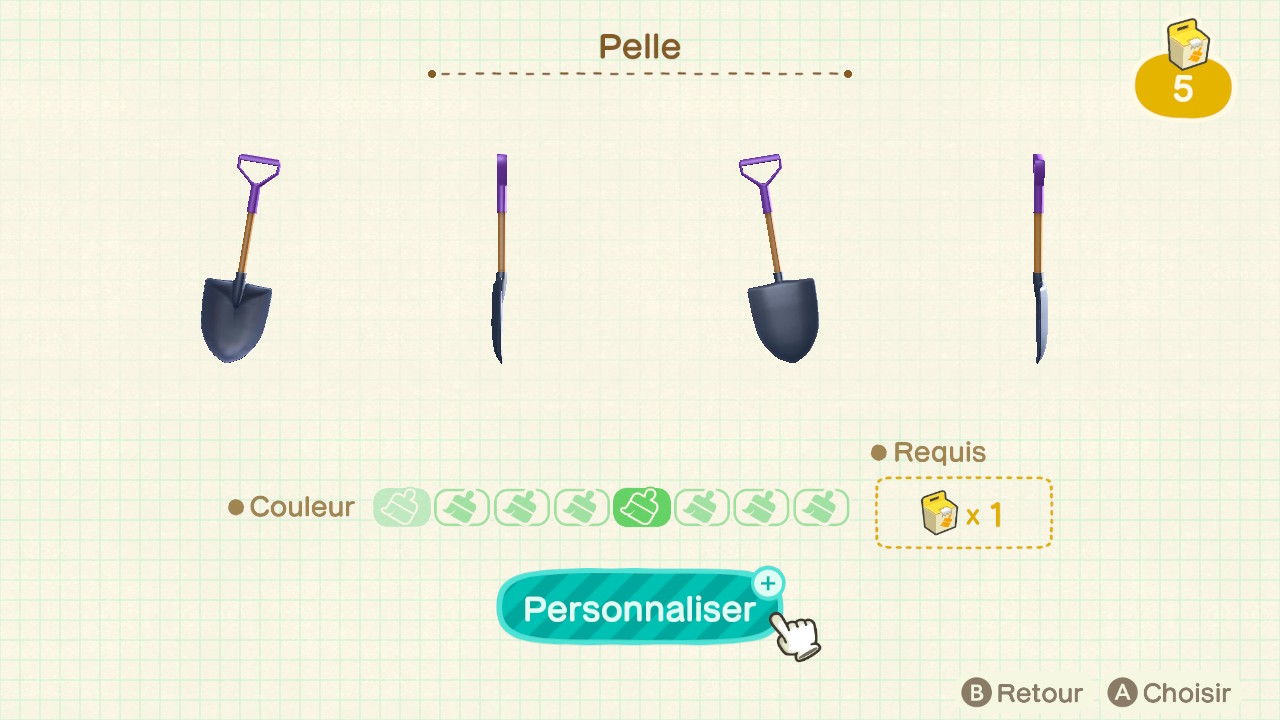 Pelle
5
Requis
Couleur
x 1
Personnaliser
+
B Retour A Choisir